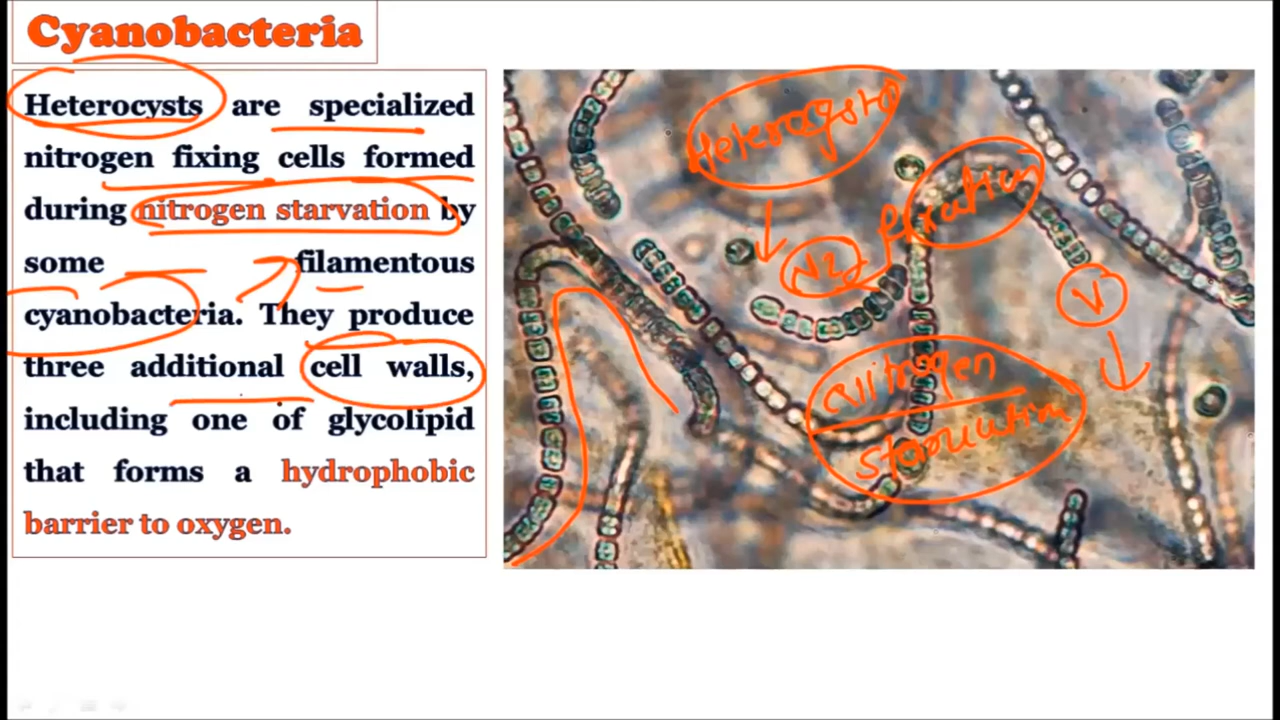 Cyanobacteria
Heterocysts are specialized
nitrogen fixing cells formed
during nitrogen starvation by
some filamentous
cyanobacteria. They produce
three additional cell walls,
including one of glycolipid
that forms a hydrophobic
barrier to oxygen.
Heterocysts
N2
fixation
V
Nitrogen
starvation